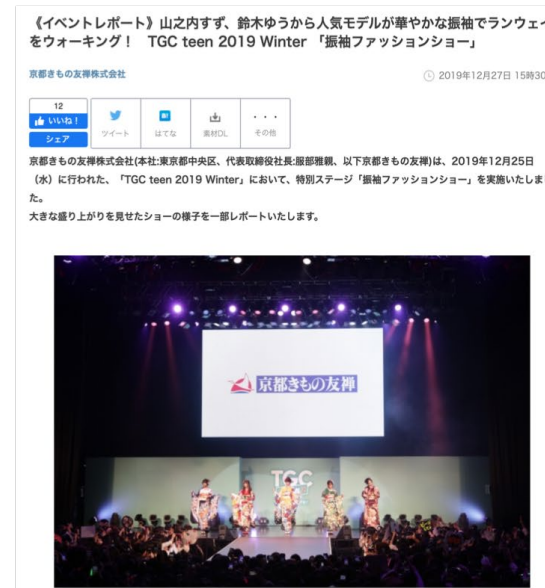 《イベントレポート》山之内すず、鈴木ゆうから人気モデルが華やかな振袖でランウェイ
をウォーキング！ TGC teen 2019 Winter 「振袖ファッションショー」
京都きもの友禅株式会社
2019年12月27日 15時30
12
いいね！
シェア
ツイート
B!
はてな
素材DL
その他
京都きもの友禅株式会社(本社:東京都中央区、代表取締役社長:服部雅親、以下京都きもの友禅)は、2019年12月25日
（水）に行われた、「TGC teen 2019 Winter」において、特別ステージ「振袖ファッションショー」を実施いたしまし
た。
大きな盛り上がりを見せたショーの様子を一部レポートいたします。
京都きもの友禅
TGC